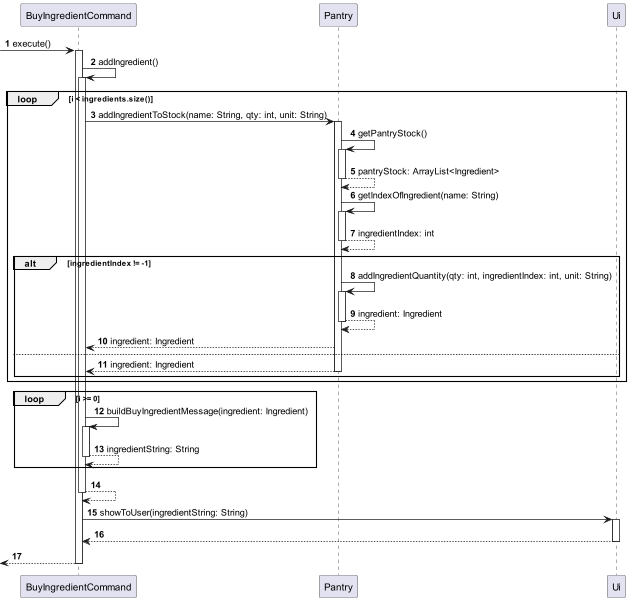 BuyIngredientCommand Pantry Ui
1 execute()
2 addIngredient()
loop [i < ingredients.size()]
3 addIngredientToStock(name: String, qty: int, unit: String)
4 getPantryStock()
5 pantryStock: ArrayList<Ingredient>
6 getIndexOfIngredient(name: String)
7 ingredientIndex: int
alt [ingredientIndex != -1]
8 addIngredientQuantity(qty: int, ingredientIndex: int, unit: String)
9 ingredient: Ingredient
10 ingredient: Ingredient
11 ingredient: Ingredient
loop [i >= 0]
12 buildBuyIngredientMessage(ingredient: Ingredient)
13 ingredientString: String
14
15 showToUser(ingredientString: String)
16
17
BuyIngredientCommand Pantry Ui